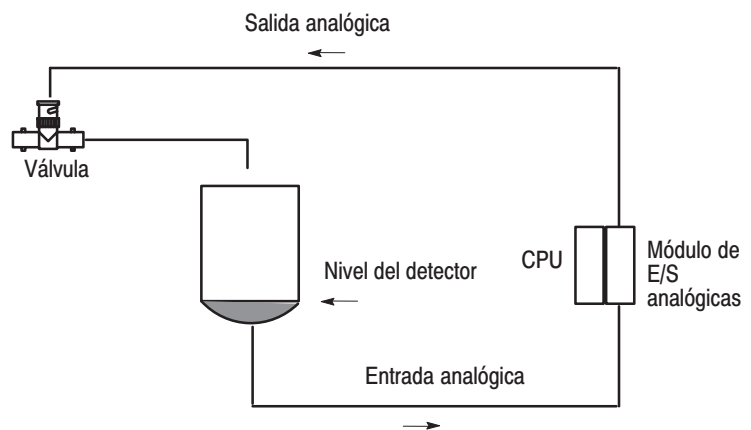 Salida analógica
Válvula
Nivel del detector
CPU
Módulo de
E/S
analógicas
Entrada analógica